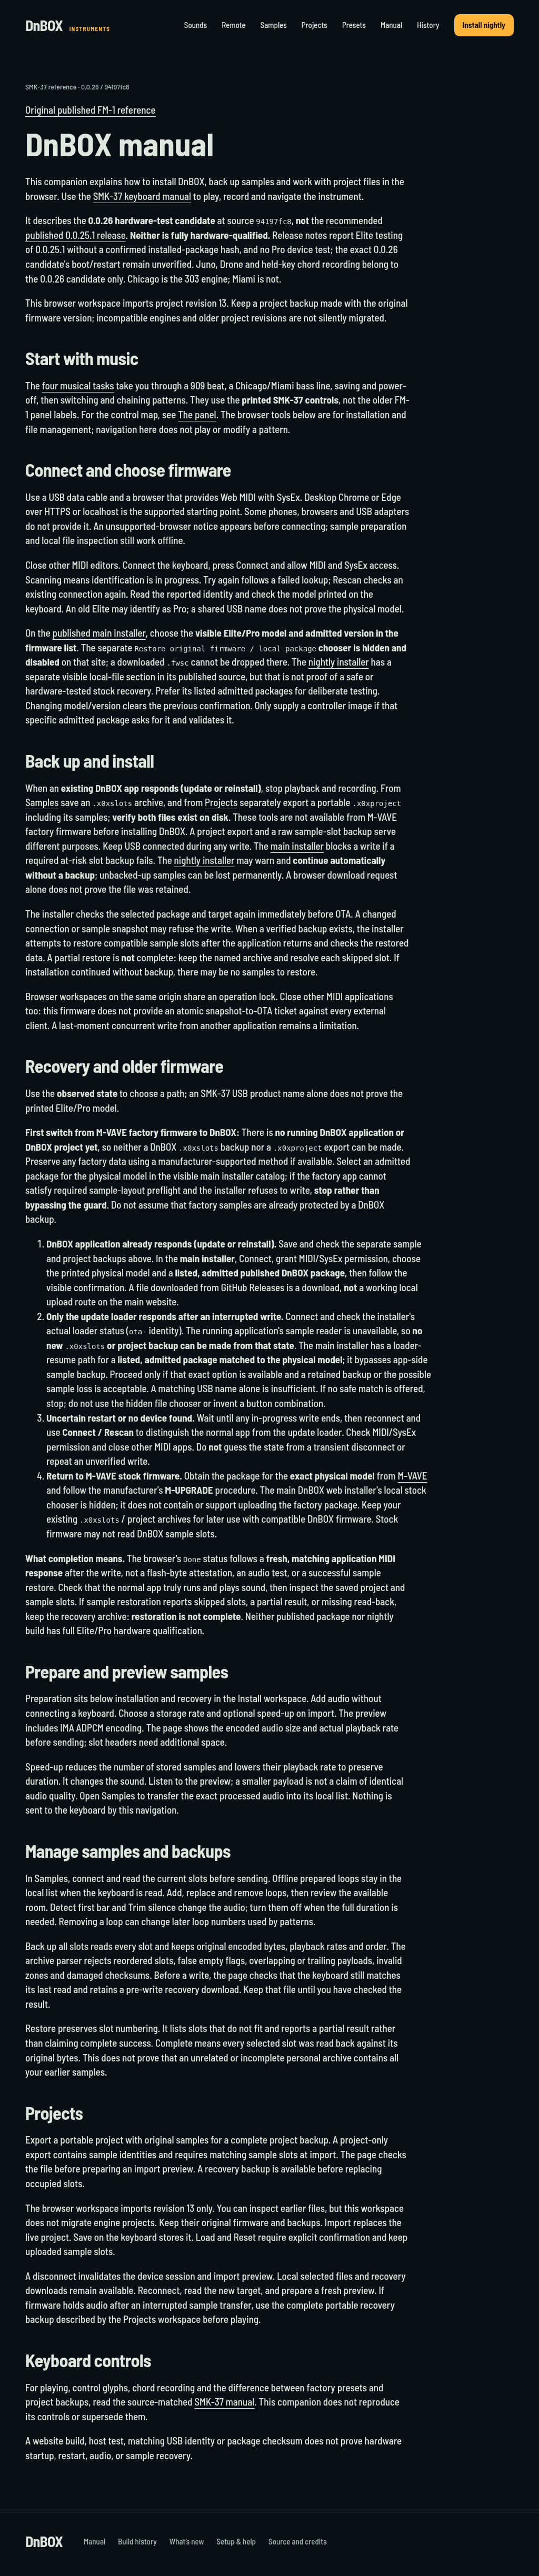 DnBOX INSTRUMENTS Sounds Remote Samples Projects Presets Manual History Install nightly
SMK-37 reference · 0.0.26 / 94197fc8
Original published FM-1 reference
DnBOX manual
This companion explains how to install DnBOX, back up samples and work with project files in the
browser. Use the SMK-37 keyboard manual to play, record and navigate the instrument.
It describes the 0.0.26 hardware-test candidate at source 94197fc8, not the recommended
published 0.0.25.1 release. Neither is fully hardware-qualified. Release notes report Elite testing
of 0.0.25.1 without a confirmed installed-package hash, and no Pro device test; the exact 0.0.26
candidate's boot/restart remain unverified. Juno, Drone and held-key chord recording belong to
the 0.0.26 candidate only. Chicago is the 303 engine; Miami is not.
This browser workspace imports project revision 13. Keep a project backup made with the original
firmware version; incompatible engines and older project revisions are not silently migrated.
Start with music
The four musical tasks take you through a 909 beat, a Chicago/Miami bass line, saving and power-
off, then switching and chaining patterns. They use the printed SMK-37 controls, not the older FM-
1 panel labels. For the control map, see The panel. The browser tools below are for installation and
file management; navigation here does not play or modify a pattern.
Connect and choose firmware
Use a USB data cable and a browser that provides Web MIDI with SysEx. Desktop Chrome or Edge
over HTTPS or localhost is the supported starting point. Some phones, browsers and USB adapters
do not provide it. An unsupported-browser notice appears before connecting; sample preparation
and local file inspection still work offline.
Close other MIDI editors. Connect the keyboard, press Connect and allow MIDI and SysEx access.
Scanning means identification is in progress. Try again follows a failed lookup; Rescan checks an
existing connection again. Read the reported identity and check the model printed on the
keyboard. An old Elite may identify as Pro; a shared USB name does not prove the physical model.
On the published main installer, choose the visible Elite/Pro model and admitted version in the
firmware list. The separate Restore original firmware / local package chooser is hidden and
disabled on that site; a downloaded .fwsc cannot be dropped there. The nightly installer has a
separate visible local-file section in its published source, but that is not proof of a safe or
hardware-tested stock recovery. Prefer its listed admitted packages for deliberate testing.
Changing model/version clears the previous confirmation. Only supply a controller image if that
specific admitted package asks for it and validates it.
Back up and install
When an existing DnBOX app responds (update or reinstall), stop playback and recording. From
Samples save an .x0xslots archive, and from Projects separately export a portable .x0xproject
including its samples; verify both files exist on disk. These tools are not available from M-VAVE
factory firmware before installing DnBOX. A project export and a raw sample-slot backup serve
different purposes. Keep USB connected during any write. The main installer blocks a write if a
required at-risk slot backup fails. The nightly installer may warn and continue automatically
without a backup; unbacked-up samples can be lost permanently. A browser download request
alone does not prove the file was retained.
The installer checks the selected package and target again immediately before OTA. A changed
connection or sample snapshot may refuse the write. When a verified backup exists, the installer
attempts to restore compatible sample slots after the application returns and checks the restored
data. A partial restore is not complete: keep the named archive and resolve each skipped slot. If
installation continued without backup, there may be no samples to restore.
Browser workspaces on the same origin share an operation lock. Close other MIDI applications
too: this firmware does not provide an atomic snapshot-to-OTA ticket against every external
client. A last-moment concurrent write from another application remains a limitation.
Recovery and older firmware
Use the observed state to choose a path; an SMK-37 USB product name alone does not prove the
printed Elite/Pro model.
First switch from M-VAVE factory firmware to DnBOX: There is no running DnBOX application or
DnBOX project yet, so neither a DnBOX .x0xslots backup nor a .x0xproject export can be made.
Preserve any factory data using a manufacturer-supported method if available. Select an admitted
package for the physical model in the visible main installer; if the factory app cannot
satisfy required sample-layout preflight and the installer refuses to write, stop rather than
bypassing the guard. Do not assume that factory samples are already protected by a DnBOX
backup.
1. DnBOX application already responds (update or reinstall). Save and check the separate sample
and project backups above. In the main installer, Connect, grant MIDI/SysEx permission, choose
the printed physical model and a listed, admitted published DnBOX package, then follow the
visible confirmation. A file downloaded from GitHub Releases is a download, not a working local
upload route on the main website.
2. Only the update loader responds after an interrupted write. Connect and check the installer's
actual loader status (ota- identity). The running application's sample reader is unavailable, so no
new .x0xslots or project backup can be made from that state. The main installer has a loader-
resume path for a listed, admitted package matched to the physical model; it bypasses app-side
sample backup. Proceed only if that exact option is available and a retained backup or the possible
sample loss is acceptable. A matching USB name alone is insufficient. If no safe match is offered,
stop; do not use the hidden file chooser or invent a button combination.
3. Uncertain restart or no device found. Wait until any in-progress write ends, then reconnect and
use Connect / Rescan to distinguish the normal app from the update loader. Check MIDI/SysEx
permission and close other MIDI apps. Do not guess the state from a transient disconnect or
repeat an unverified write.
4. Return to M-VAVE stock firmware. Obtain the package for the exact physical model from M-VAVE
and follow the manufacturer's M-UPGRADE procedure. The main DnBOX web installer's local stock
chooser is hidden; it does not contain or support uploading the factory package. Keep your
existing .x0xslots / project archives for later use with compatible DnBOX firmware. Stock
firmware may not read DnBOX sample slots.
What completion means. The browser's Done status follows a fresh, matching application MIDI
response after the write, not a flash-byte attestation, an audio test, or a successful sample
restore. Check that the normal app truly runs and plays sound, then inspect the saved project and
sample slots. If sample restoration reports skipped slots, a partial result, or missing read-back,
keep the recovery archive: restoration is not complete. Neither published package nor nightly
build has full Elite/Pro hardware qualification.
Prepare and preview samples
Preparation sits below installation and recovery in the Install workspace. Add audio without
connecting a keyboard. Choose a storage rate and optional speed-up on import. The preview
includes IMA ADPCM encoding. The page shows the encoded audio size and actual playback rate
before sending; slot headers need additional space.
Speed-up reduces the number of stored samples and lowers their playback rate to preserve
duration. It changes the sound. Listen to the preview; a smaller payload is not a claim of identical
audio quality. Open Samples to transfer the exact processed audio into its local list. Nothing is
sent to the keyboard by this navigation.
Manage samples and backups
In Samples, connect and read the current slots before sending. Offline prepared loops stay in the
local list when the keyboard is read. Add, replace and remove loops, then review the available
room. Detect first bar and Trim silence change the audio; turn them off when the full duration is
needed. Removing a loop can change later loop numbers used by patterns.
Back up all slots reads every slot and keeps original encoded bytes, playback rates and order. The
archive parser rejects reordered slots, false empty flags, overlapping or trailing payloads, invalid
zones and damaged checksums. Before a write, the page checks that the keyboard still matches
its last read and retains a pre-write recovery download. Keep that file until you have checked the
result.
Restore preserves slot numbering. It lists slots that do not fit and reports a partial result rather
than claiming complete success. Complete means every selected slot was read back against its
original bytes. This does not prove that an unrelated or incomplete personal archive contains all
your earlier samples.
Projects
Export a portable project with original samples for a complete project backup. A project-only
export contains sample identities and requires matching sample slots at import. The page checks
the file before preparing an import preview. A recovery backup is available before replacing
occupied slots.
The browser workspace imports revision 13 only. You can inspect earlier files, but this workspace
does not migrate engine projects. Keep their original firmware and backups. Import replaces the
live project. Save on the keyboard stores it. Load and Reset require explicit confirmation and keep
uploaded sample slots.
A disconnect invalidates the device session and import preview. Local selected files and recovery
downloads remain available. Reconnect, read the new target, and prepare a fresh preview. If
firmware holds audio after an interrupted sample transfer, use the complete portable recovery
backup described by the Projects workspace before playing.
Keyboard controls
For playing, control glyphs, chord recording and the difference between factory presets and
project backups, read the source-matched SMK-37 manual. This companion does not reproduce
its controls or supersede them.
A website build, host test, matching USB identity or package checksum does not prove hardware
startup, restart, audio, or sample recovery.
DnBOX Manual Build history What's new Setup & help Source and credits